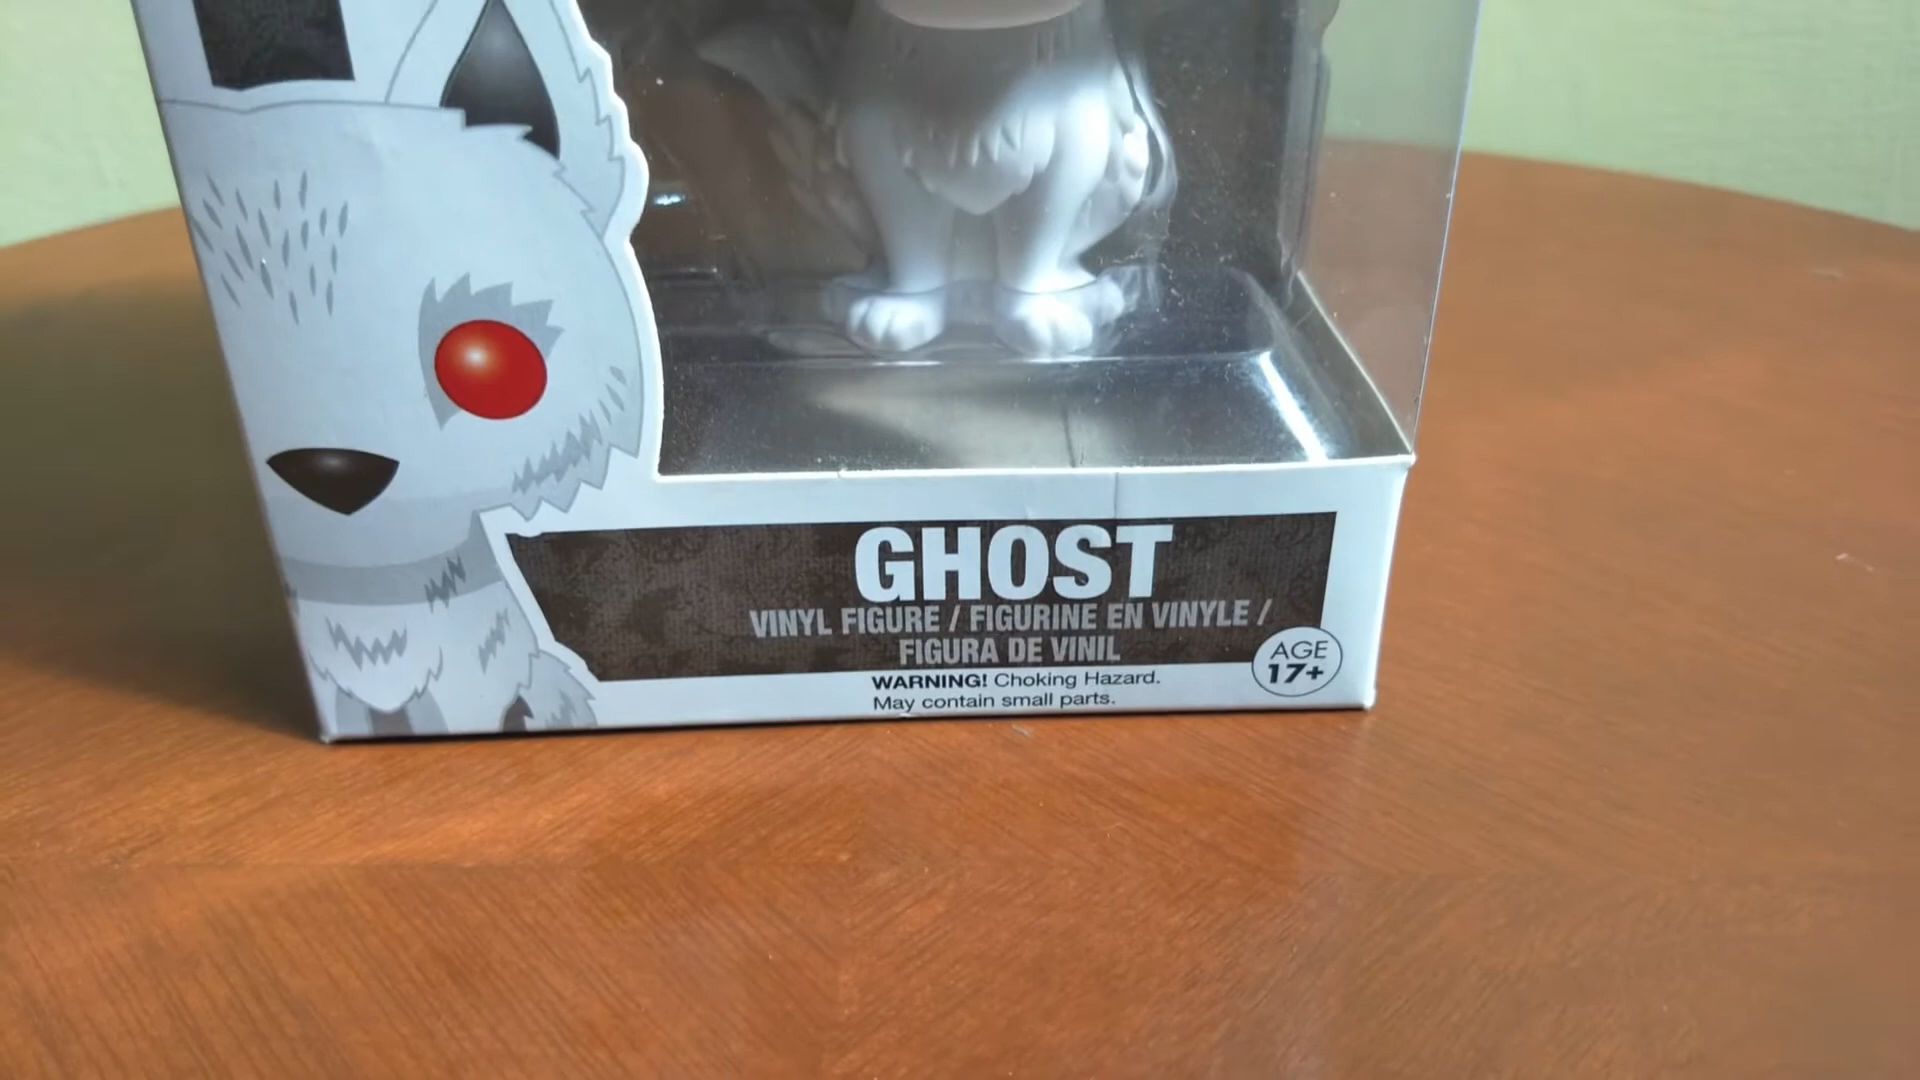 GHOST
VINYL FIGURE / FIGURINE EN VINYLE /
FIGURA DE VINIL
WARNING! Choking Hazard.
May contain small parts.
AGE
17+